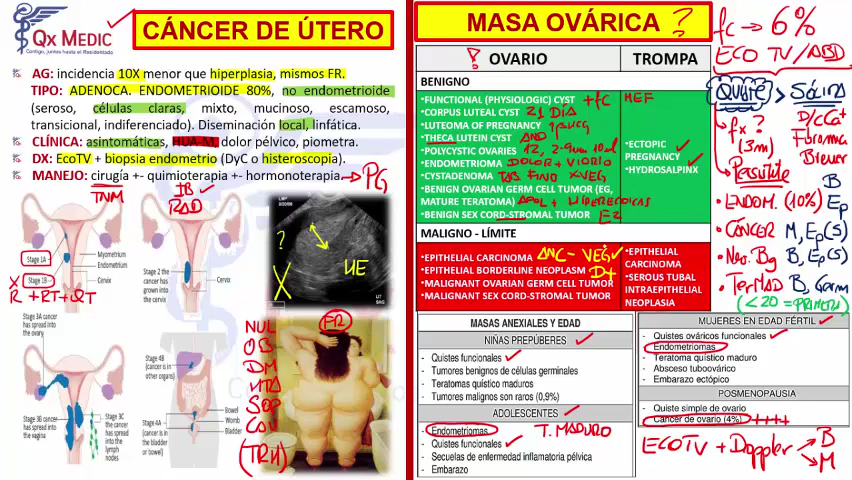 Qx MEDIC
Contigo, juntos hasta el Residentado
CÁNCER DE ÚTERO
AG: incidencia 10X menor que hiperplasia, mismos FR.
TIPO: ADENOCA. ENDOMETRIOIDE 80%, no endometrioide
(seroso, células claras, mixto, mucinoso, escamoso,
transicional, indiferenciado). Diseminación local, linfática.
CLÍNICA: asintomáticas, HUA-M, dolor pélvico, piometra.
DX: EcoTV + biopsia endometrio (DyC o histeroscopia).
MANEJO: cirugía +- quimioterapia +- hormonoterapia. → PG
TNM
IB
RAD
Stage 1A
Stage 1B
Myometrium
Endometrium
Cervix
X
R + RT + QT
Stage 2 the
cancer has
grown into
the cervix
Cervix
?
X
UE
Stage 3A cancer
has spread into
the ovary
Stage 3B cancer
has spread into
the vagina
Stage 3C the
cancer has
spread into
the lymph
nodes
Stage 4B
(cancer is in
other organs)
Stage 4A
(cancer is in
the bladder
or bowel)
Bowel
Womb
Bladder
FR
NUL
OB
DM
HTA
SOP
(TRH)
MASA OVÁRICA ?
! OVARIO
TROMPA
BENIGNO
FUNCTIONAL (PHYSIOLOGIC) CYST +fc
CORPUS LUTEAL CYST 21 DIA
LUTEOMA OF PREGNANCY
THECA LUTEIN CYST
POLYCYSTIC OVARIES
ENDOMETRIOMA DOLOR + VIDRIO
CYSTADENOMA TAB FINO XVEG
BENIGN OVARIAN GERM CELL TUMOR (EG,
MATURE TERATOMA)
BENIGN SEX CORD-STROMAL TUMOR E2
MEF
ECTOPIC
PREGNANCY
HYDROSALPINX
MALIGNO - LÍMITE
EPITHELIAL CARCINOMA ANC - VEG
EPITHELIAL BORDERLINE NEOPLASM D+
MALIGNANT OVARIAN GERM CELL TUMOR
MALIGNANT SEX CORD-STROMAL TUMOR
EPITHELIAL
CARCINOMA
SEROUS TUBAL
INTRAEPITHELIAL
NEOPLASIA
fc → 6%
ECO TV/ABD
QUISTE > Sólida
fx ?
(3m)
D/C Ca+
Fibroma
Brenner
Persiste
B
ENDOM. (10%) Ep
CÁNCER M, Ep(S)
Neo. Bg B, Ep(S)
TerMAD B, Germ
(<20 = PRIMERA)
MASAS ANEXIALES Y EDAD
NIÑAS PREPÚBERES
- Quistes funcionales
- Tumores benignos de células germinales
- Teratomas quísticos maduros
- Tumores malignos son raros (0,9%)
ADOLESCENTES
- Endometriomas T. MADURO
- Quistes funcionales
- Secuelas de enfermedad inflamatoria pélvica
- Embarazo
MUJERES EN EDAD FÉRTIL
- Quistes ováricos funcionales
- Endometriomas
- Teratoma quístico maduro
- Absceso tuboovárico
- Embarazo ectópico
POSMENOPAUSIA
- Quiste simple de ovario
- Cáncer de ovario (4%) ++++
ECOTV + Doppler
B
M